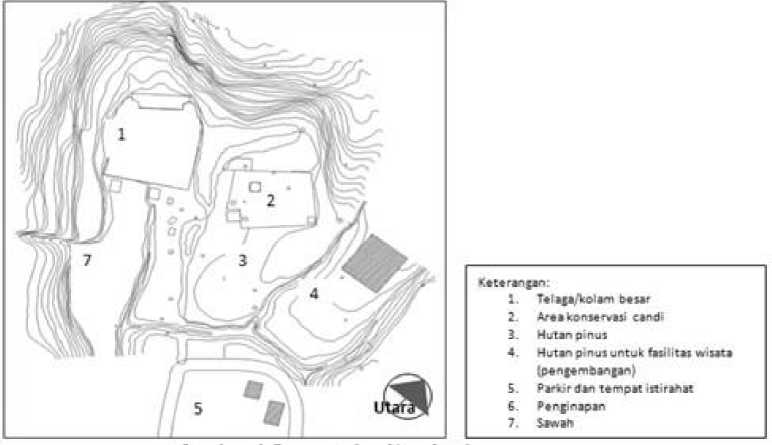 1
2
3
4
5
7
Utara
Keterangan:
1. Telaga/kolam besar
2. Area konservasi candi
3. Hutan pinus
4. Hutan pinus untuk fasilitas wisata
(pengembangan)
5. Parkir dan tempat istirahat
6. Penginapan
7. Sawah